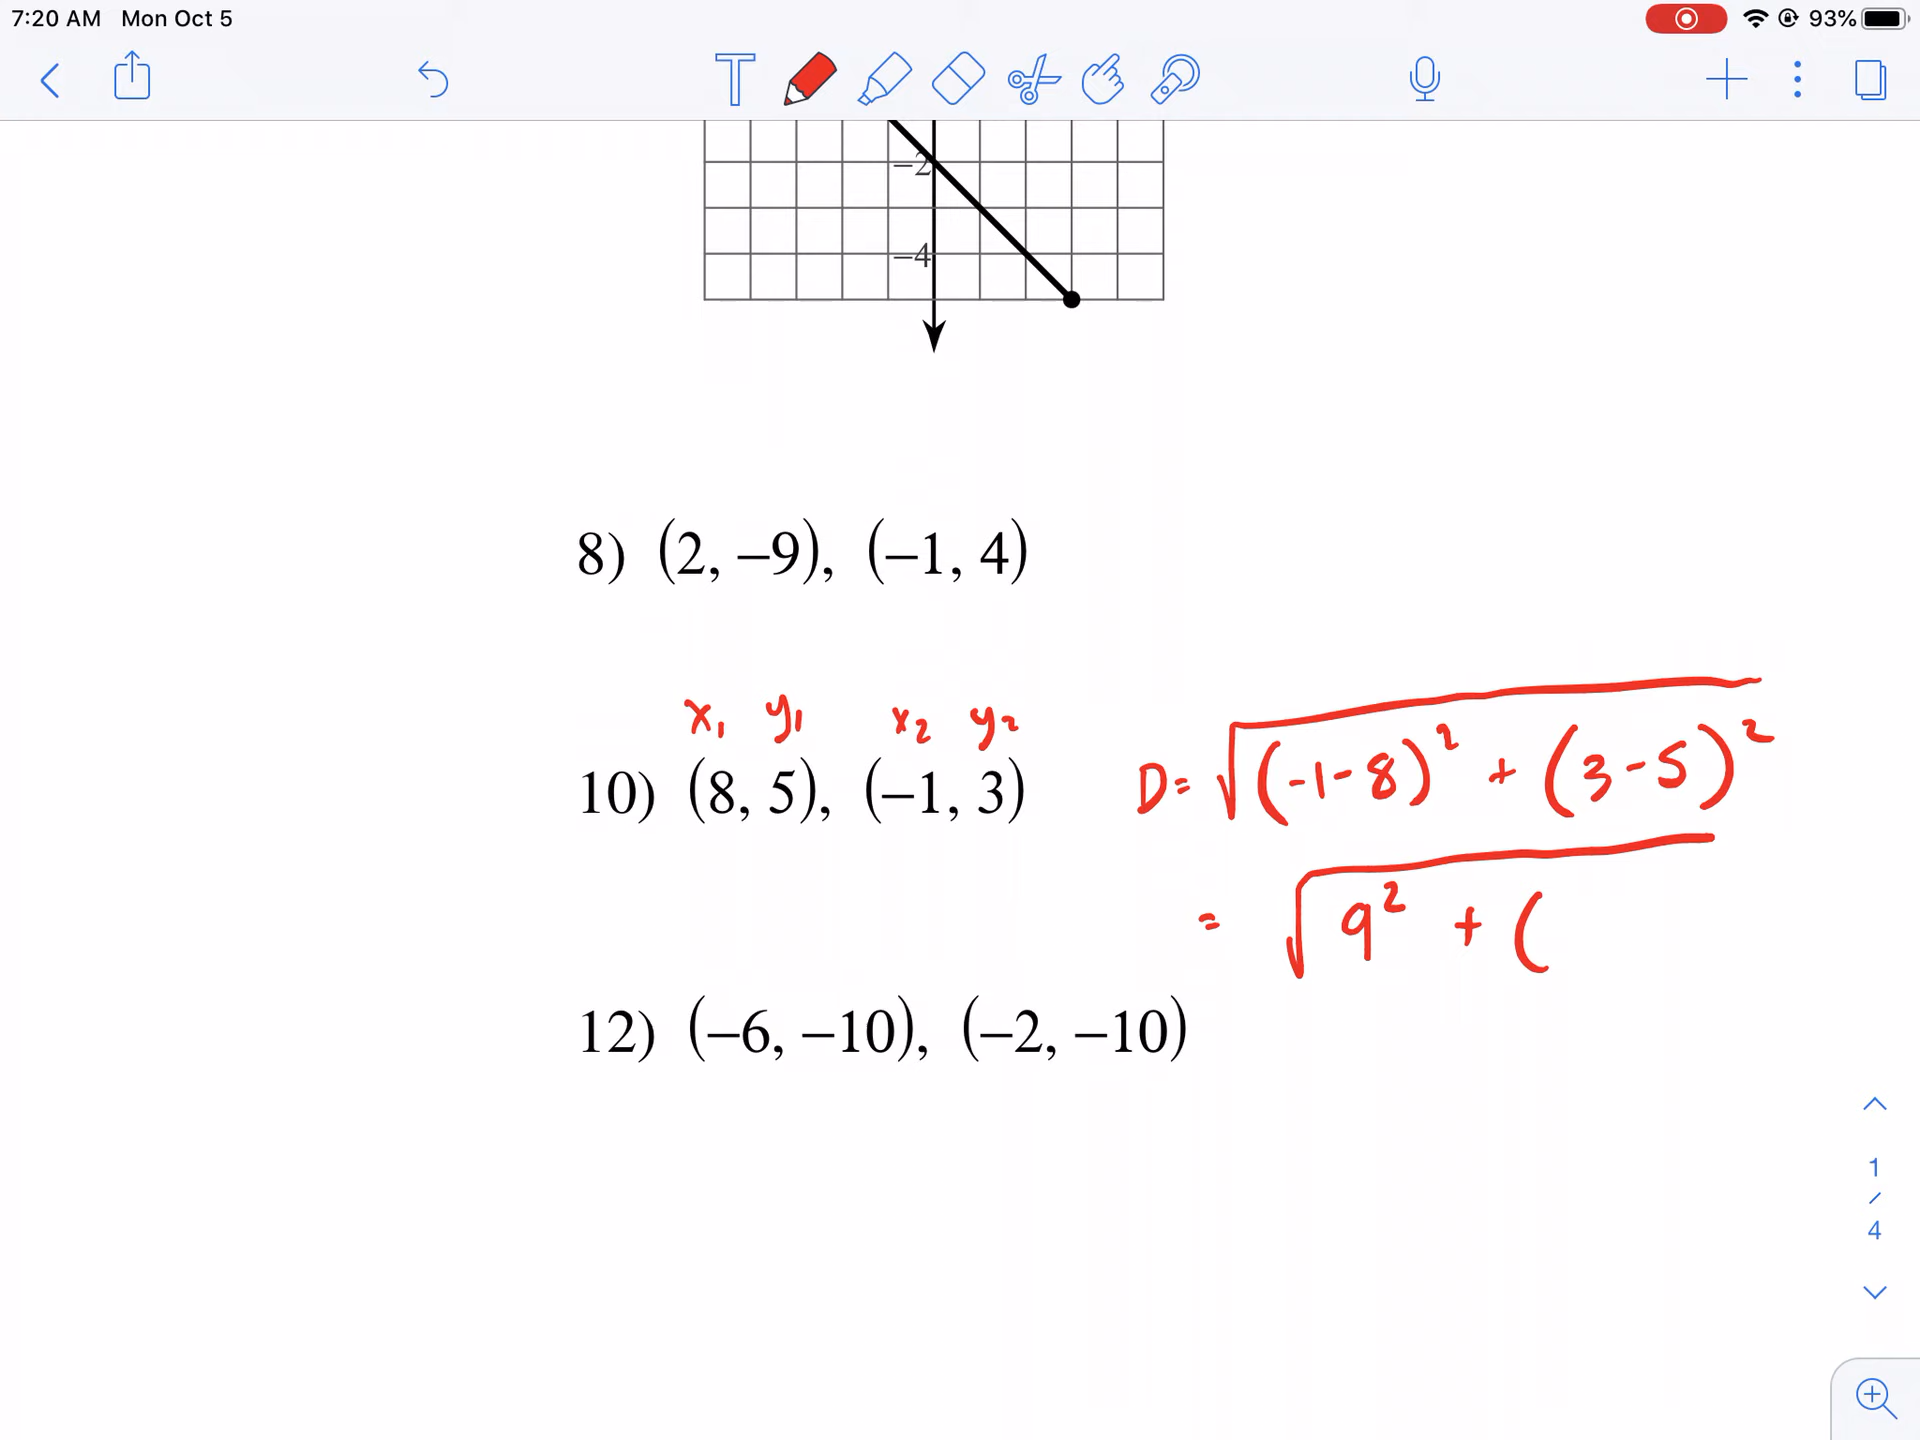 7:20 AM Mon Oct 5 93%
T
−2
−4
8) (2, −9), (−1, 4)
x₁ y₁ x₂ y₂
10) (8, 5), (−1, 3) D= √(-1-8)² + (3-5)²
= √9² + (
12) (−6, −10), (−2, −10)
1
/
4